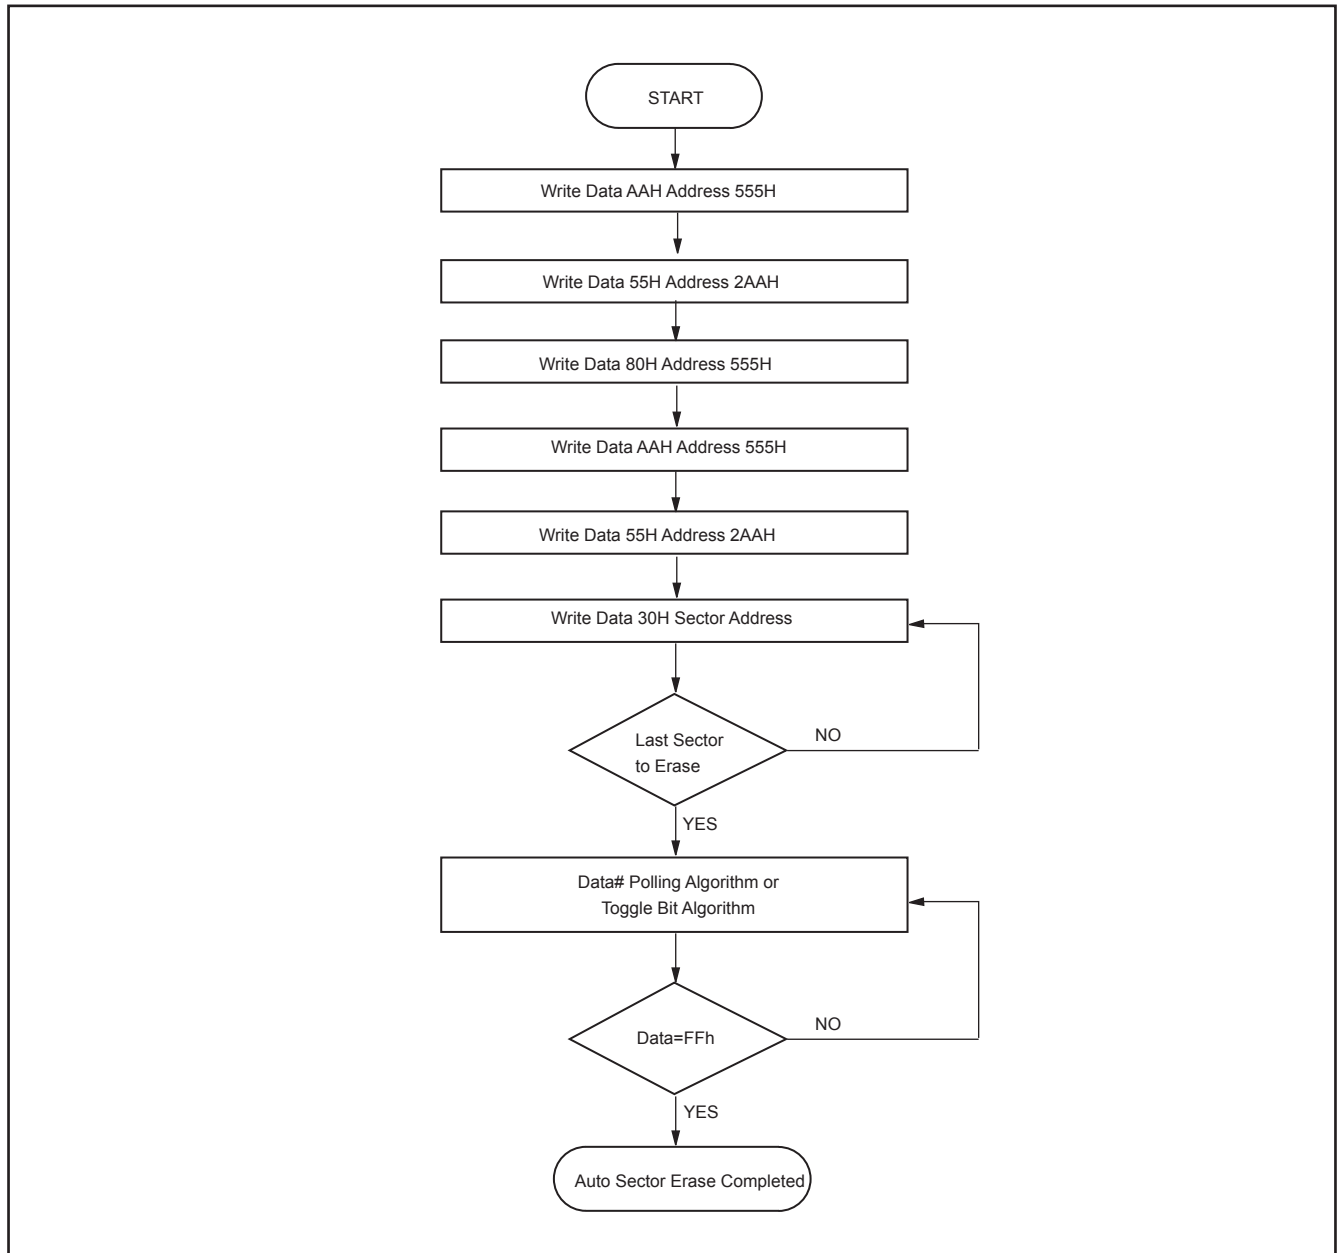 START
Write Data AAH Address 555H
Write Data 55H Address 2AAH
Write Data 80H Address 555H
Write Data AAH Address 555H
Write Data 55H Address 2AAH
Write Data 30H Sector Address
Last Sector
to Erase
NO
YES
Data# Polling Algorithm or
Toggle Bit Algorithm
Data=FFh
NO
YES
Auto Sector Erase Completed